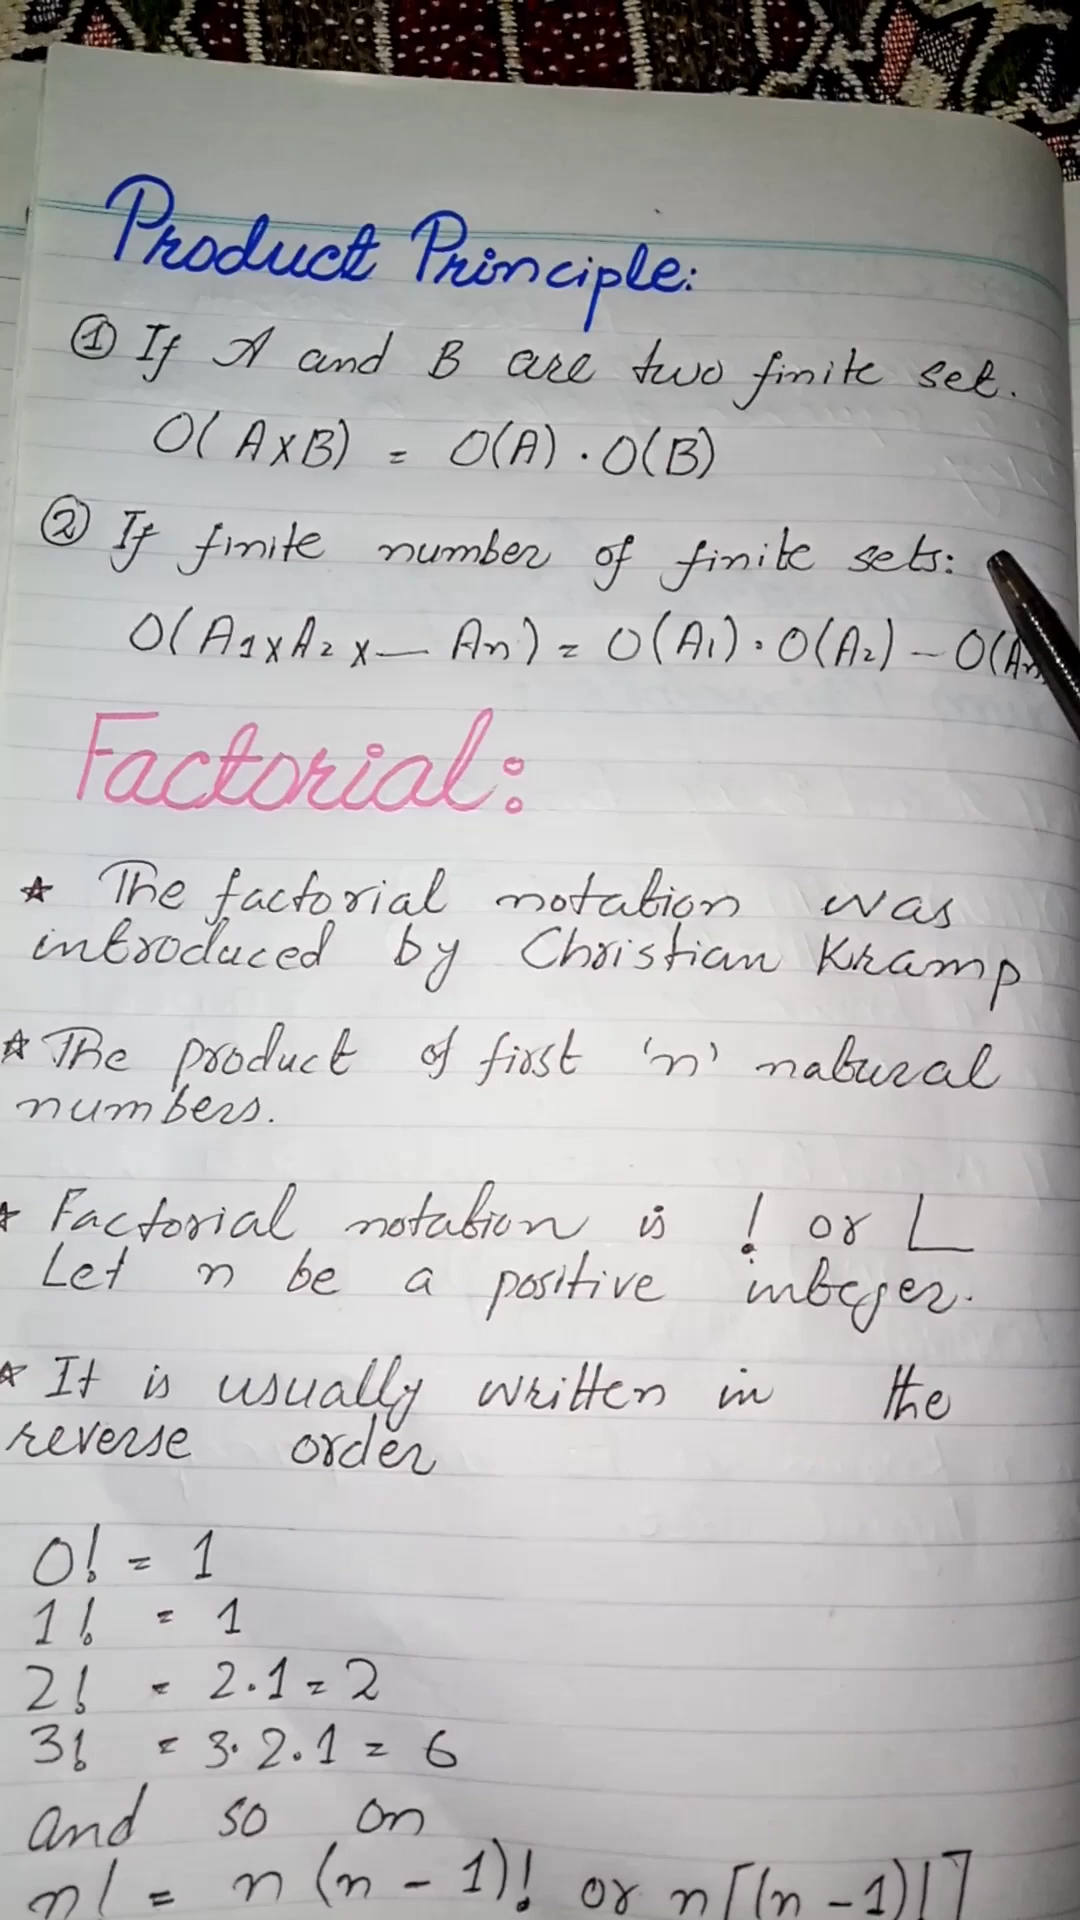 Product Principle:
① If A and B are two finite set.
O(A×B) = O(A) . O(B)
② If finite number of finite sets:
O(A1×A2×— An) = O(A1) . O(A2) – O(An
Factorial:
☆ The factorial notation was
introduced by Christian Kramp
☆ The product of first 'n' natural
numbers.
☆ Factorial notation is ! or ∟
Let n be a positive integer.
☆ It is usually written in the
reverse order
0! = 1
1! = 1
2! = 2.1 = 2
3! = 3.2.1 = 6
and so on
n! = n (n - 1)! or n[(n - 1)!]